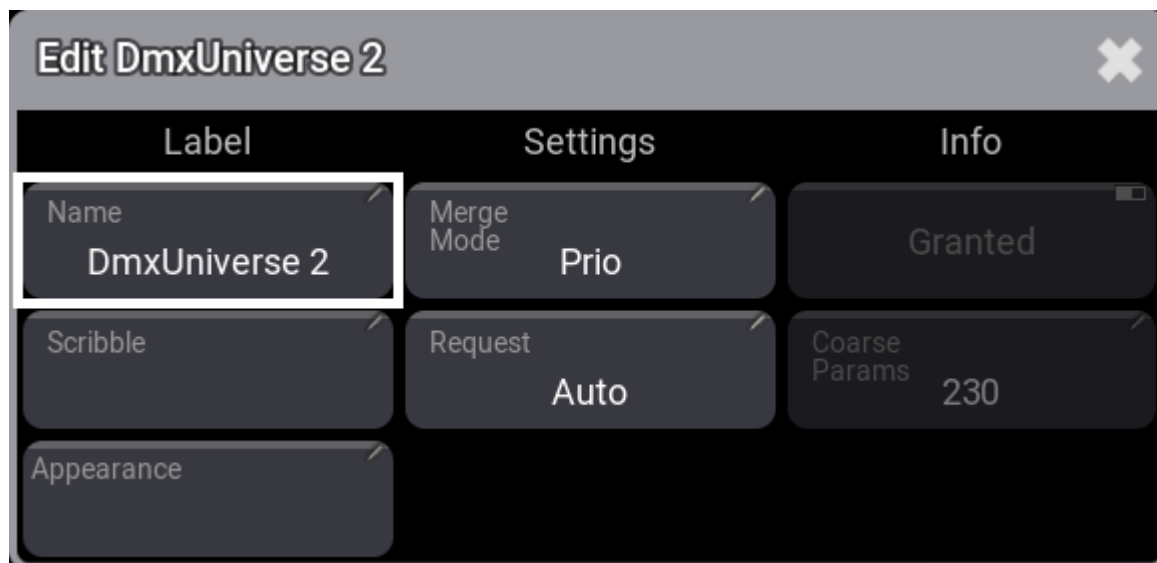 Edit DmxUniverse 2
Label
Settings
Info
Name
DmxUniverse 2
Merge
Mode
Prio
Granted
Scribble
Request
Auto
Coarse
Params
230
Appearance